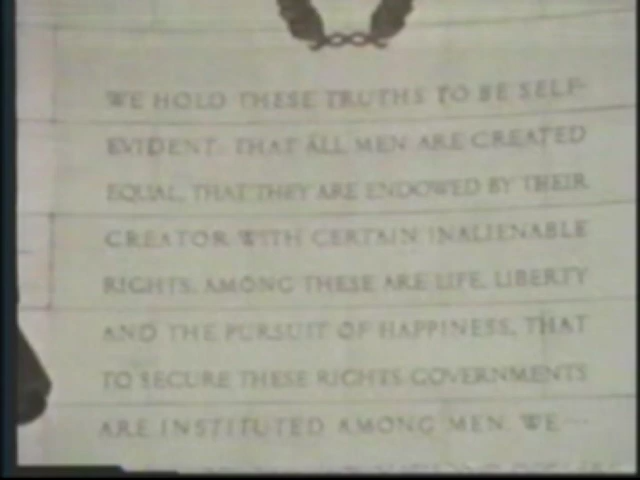 WE HOLD THESE TRUTHS TO BE SELF-
EVIDENT: THAT ALL MEN ARE CREATED
EQUAL, THAT THEY ARE ENDOWED BY THEIR
CREATOR WITH CERTAIN INALIENABLE
RIGHTS, AMONG THESE ARE LIFE, LIBERTY
AND THE PURSUIT OF HAPPINESS, THAT
TO SECURE THESE RIGHTS GOVERNMENTS
ARE INSTITUTED AMONG MEN. WE···